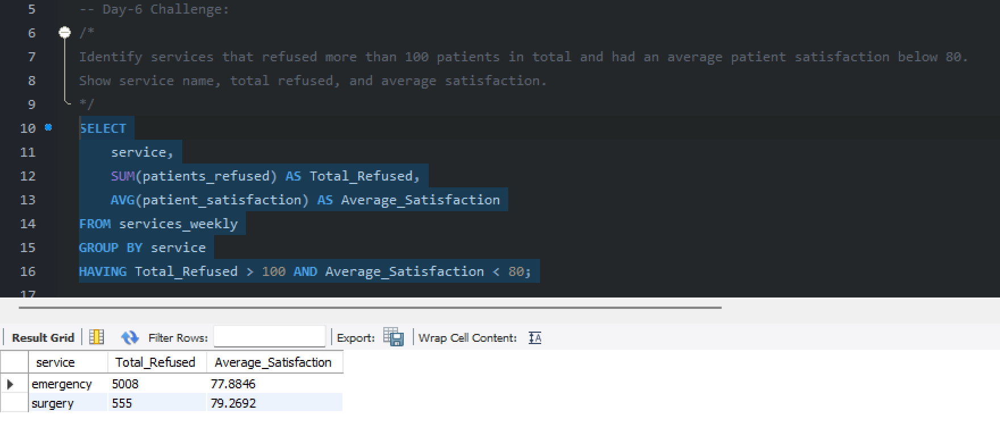 5 -- Day-6 Challenge:
6 /*
7 Identify services that refused more than 100 patients in total and had an average patient satisfaction below 80.
8 Show service name, total refused, and average satisfaction.
9 */
10 SELECT
11 service,
12 SUM(patients_refused) AS Total_Refused,
13 AVG(patient_satisfaction) AS Average_Satisfaction
14 FROM services_weekly
15 GROUP BY service
16 HAVING Total_Refused > 100 AND Average_Satisfaction < 80;
17
Result Grid Filter Rows: Export: Wrap Cell Content: IA
service Total_Refused Average_Satisfaction
emergency 5008 77.8846
surgery 555 79.2692